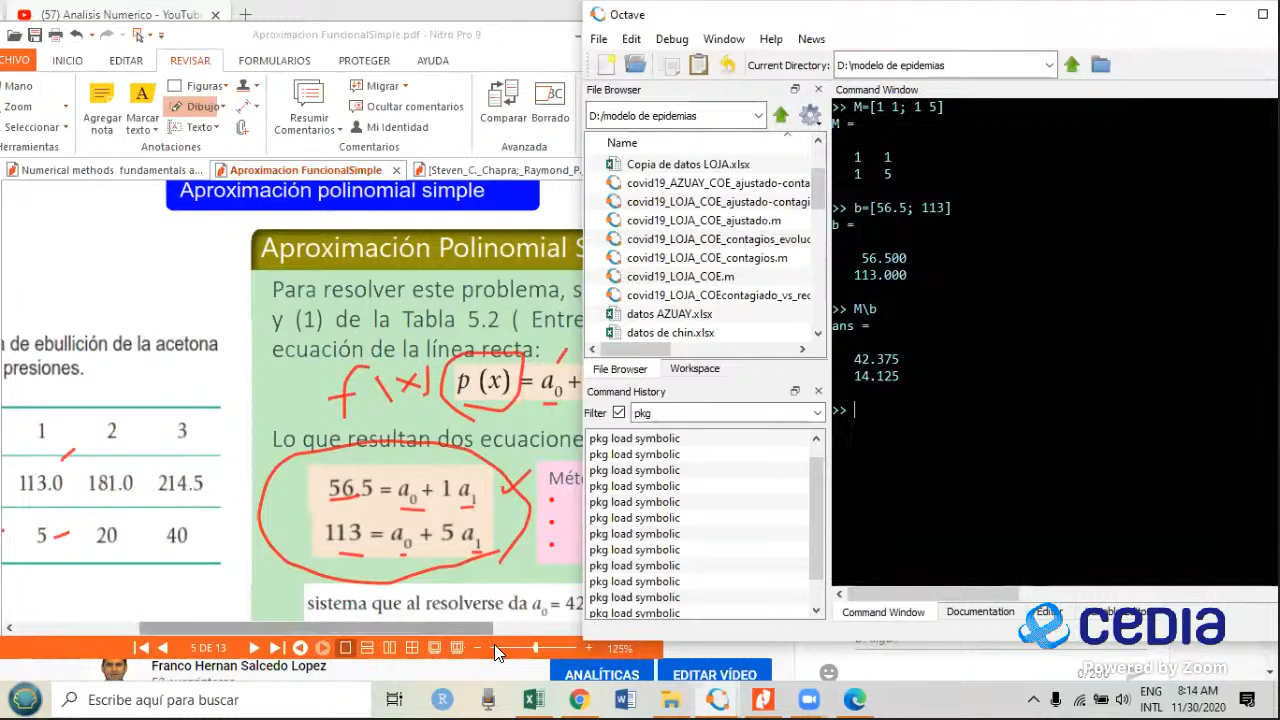 (57) Analisis Numerico - YouTu
Aproximacion FuncionalSimple.pdf - Nitro Pro 9
CHIVO
INICIO
EDITAR
REVISAR
FORMULARIOS
PROTEGER
AYUDA
Mano
Zoom
Seleccionar
Agregar nota
Marcar texto
Figuras
Dibujo
Texto
Anotaciones
Resumir Comentarios
Migrar
Ocultar comentarios
Mi Identidad
Comentarios
Comparar
Borrado
Avanzada
Numerical methods fundamentals a
Aproximacion FuncionalSimple
[Steven_C._Chapra;_Raymond_P.
Aproximación polinomial simple
Aproximación Polinomial S
Para resolver este problema, s
y (1) de la Tabla 5.2 ( Entre
ecuación de la línea recta:
f(x) p (x) = a0 +
Lo que resultan dos ecuacione
56.5 = a0 + 1 a1
113 = a0 + 5 a1
Méto
sistema que al resolverse da a0 = 42
a de ebullición de la acetona
presiones.
1 2 3
113.0 181.0 214.5
5 20 40
5 DE 13
125%
Franco Hernan Salcedo Lopez
ANALÍTICAS
EDITAR VÍDEO
0/200
Octave
File Edit Debug Window Help News
Current Directory: D:\modelo de epidemias
File Browser
D:/modelo de epidemias
Name
Copia de datos LOJA.xlsx
covid19_AZUAY_COE_ajustado-conta
covid19_LOJA_COE_ajustado-contagi
covid19_LOJA_COE_ajustado.m
covid19_LOJA_COE_contagios_evoluc
covid19_LOJA_COE_contagios.m
covid19_LOJA_COE.m
covid19_LOJA_COEcontagiado_vs_rec
datos AZUAY.xlsx
datos de chin.xlsx
File Browser
Workspace
Command History
Filter pkg
pkg load symbolic
pkg load symbolic
pkg load symbolic
pkg load symbolic
pkg load symbolic
pkg load symbolic
pkg load symbolic
pkg load symbolic
pkg load symbolic
pkg load symbolic
pkg load symbolic
pkg load symbolic
Command Window
>> M=[1 1; 1 5]
M =
1 1
1 5
>> b=[56.5; 113]
b =
56.500
113.000
>> M\b
ans =
42.375
14.125
>>
Command Window
Documentation
Editor
cedia
Powered by Zoom
Escribe aquí para buscar
ENG
INTL
8:14 AM
11/30/2020